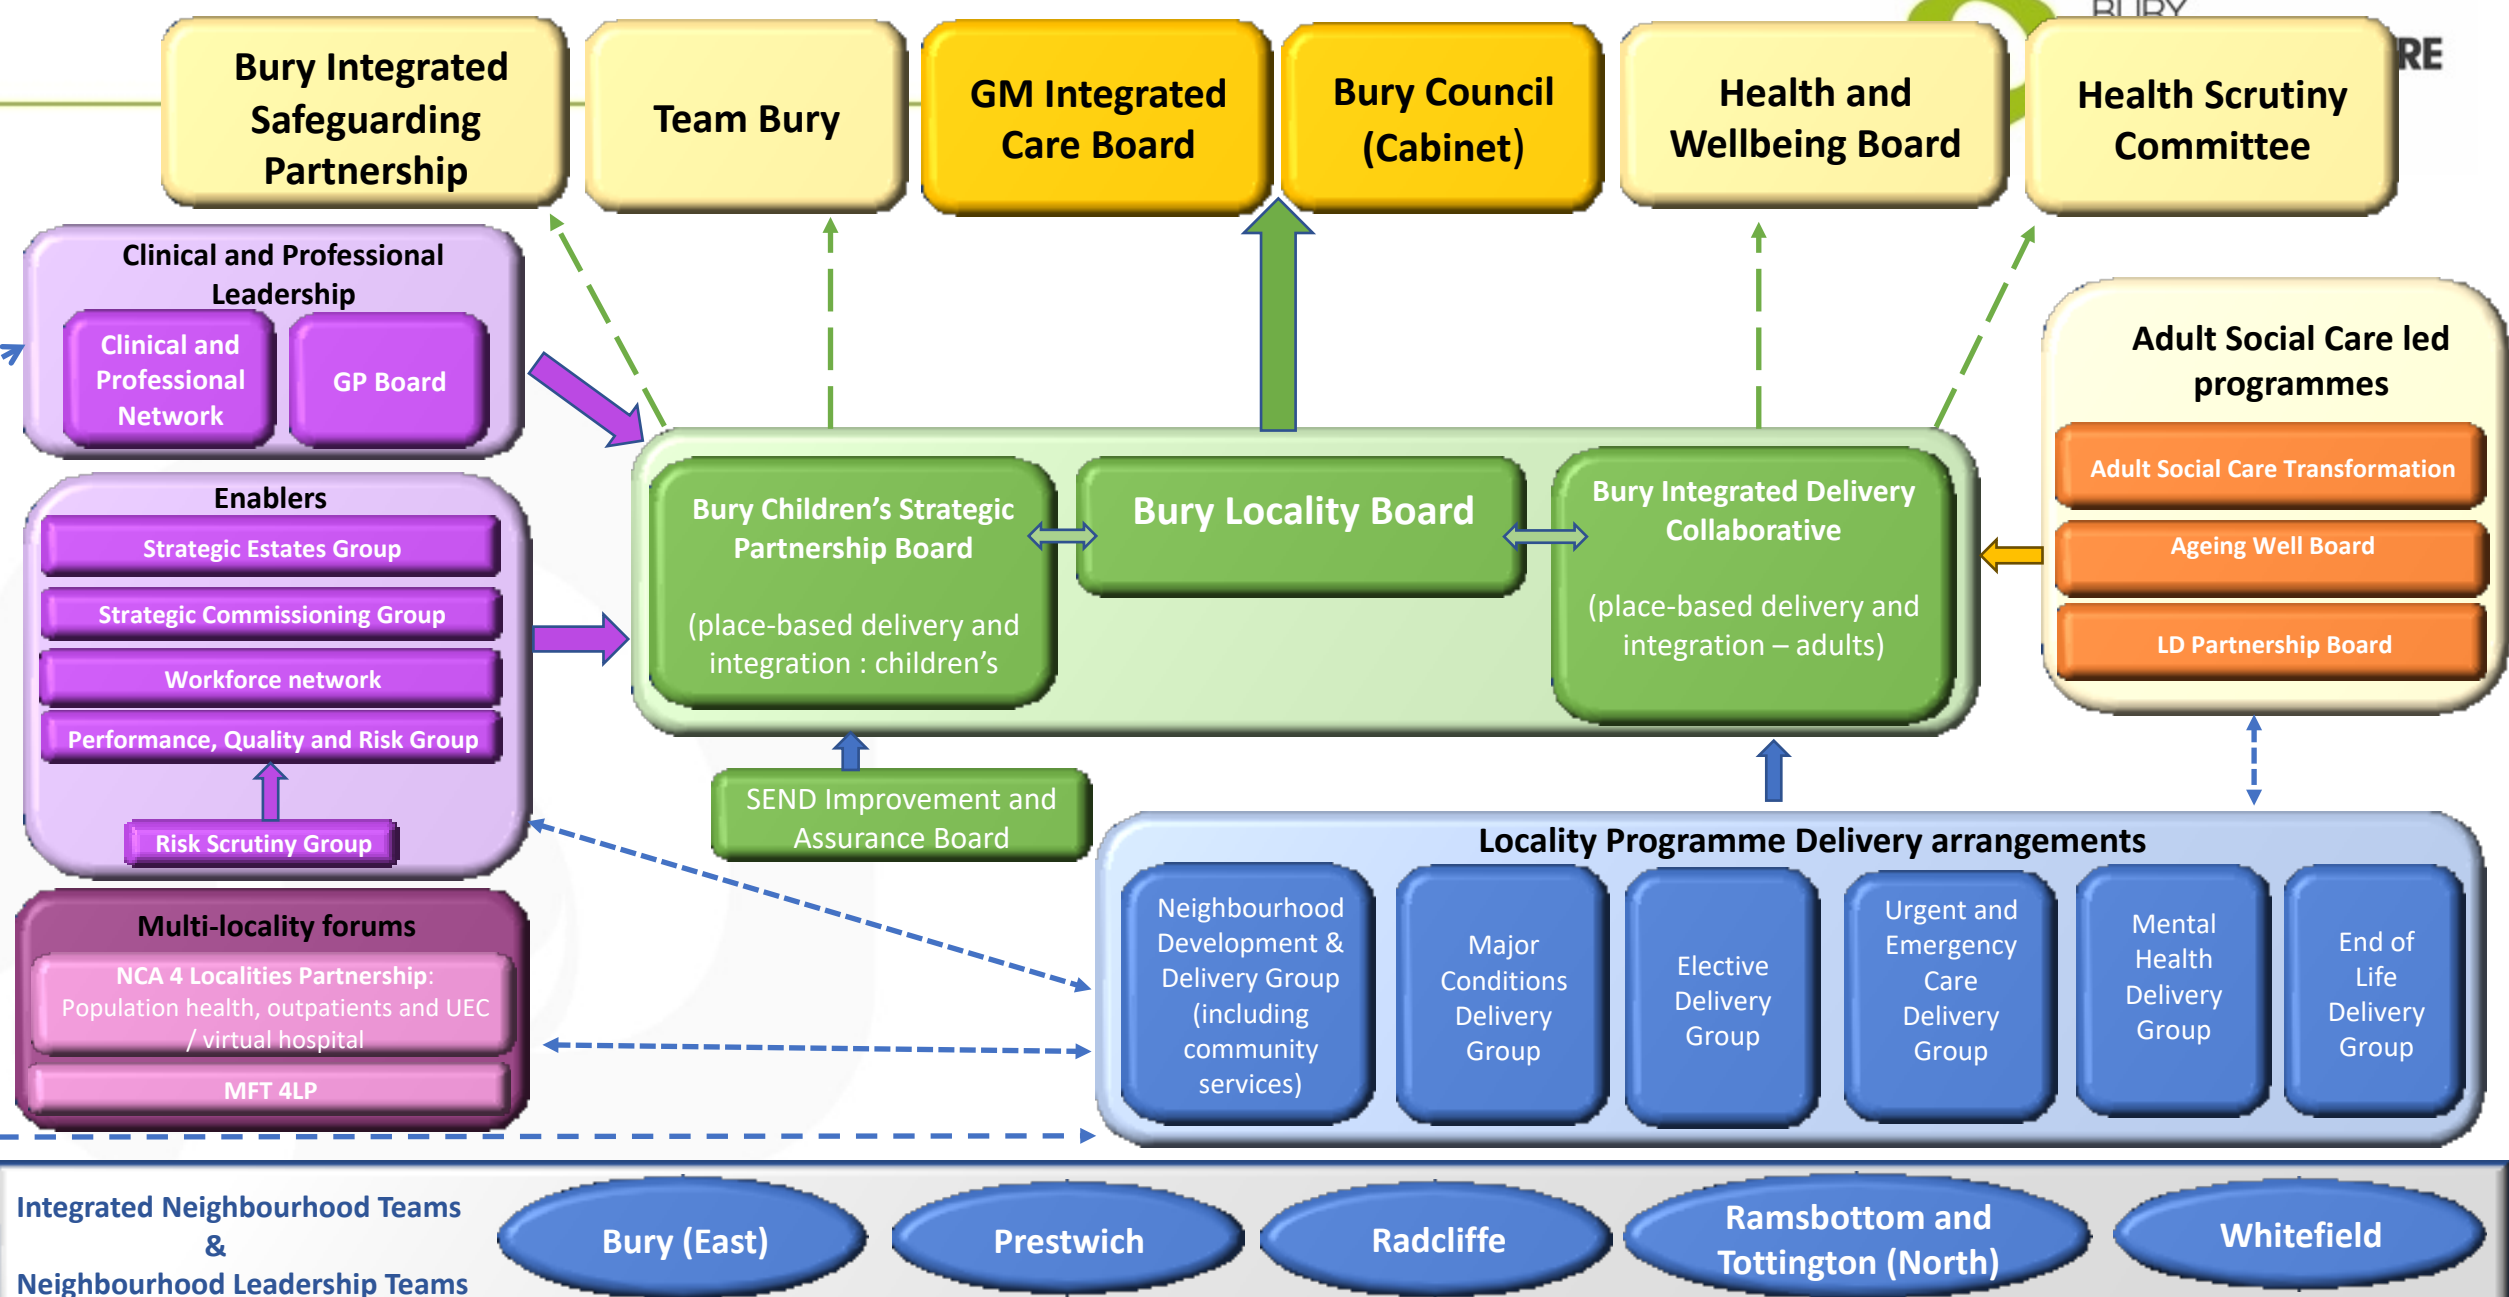 BURY
RE
Bury Integrated
Safeguarding
Partnership
Team Bury
GM Integrated
Care Board
Bury Council
(Cabinet)
Health and
Wellbeing Board
Health Scrutiny
Committee
Clinical and Professional
Leadership
Clinical and
Professional
Network
GP Board
Enablers
Strategic Estates Group
Strategic Commissioning Group
Workforce network
Performance, Quality and Risk Group
Risk Scrutiny Group
Multi-locality forums
NCA 4 Localities Partnership:
Population health, outpatients and UEC
/ virtual hospital
MFT 4LP
Bury Children’s Strategic
Partnership Board
(place-based delivery and
integration : children’s
Bury Locality Board
Bury Integrated Delivery
Collaborative
(place-based delivery and
integration – adults)
Adult Social Care led
programmes
Adult Social Care Transformation
Ageing Well Board
LD Partnership Board
SEND Improvement and
Assurance Board
Locality Programme Delivery arrangements
Neighbourhood
Development &
Delivery Group
(including
community
services)
Major
Conditions
Delivery
Group
Elective
Delivery
Group
Urgent and
Emergency
Care
Delivery
Group
Mental
Health
Delivery
Group
End of
Life
Delivery
Group
Integrated Neighbourhood Teams
&
Neighbourhood Leadership Teams
Bury (East)
Prestwich
Radcliffe
Ramsbottom and
Tottington (North)
Whitefield